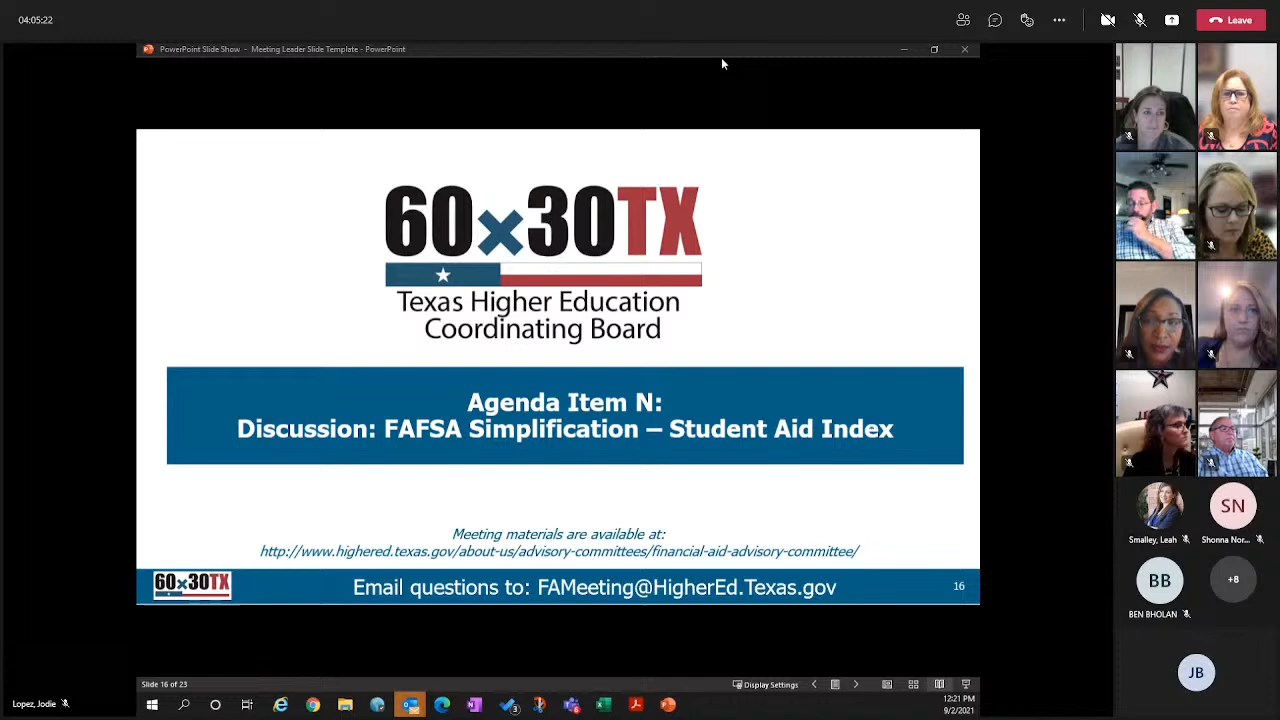 04:05:22
Leave
PowerPoint Slide Show - Meeting Leader Slide Template - PowerPoint
60x30TX
Texas Higher Education
Coordinating Board
Agenda Item N:
Discussion: FAFSA Simplification – Student Aid Index
Meeting materials are available at:
http://www.highered.texas.gov/about-us/advisory-committees/financial-aid-advisory-committee/
60x30TX
Email questions to: FAMeeting@HigherEd.Texas.gov
16
SN
Smalley, Leah
Shonna Nor...
BB
+8
BEN BHOLAN
JB
Slide 16 of 23
Display Settings
Lopez, Jodie
3
12:21 PM
9/2/2021